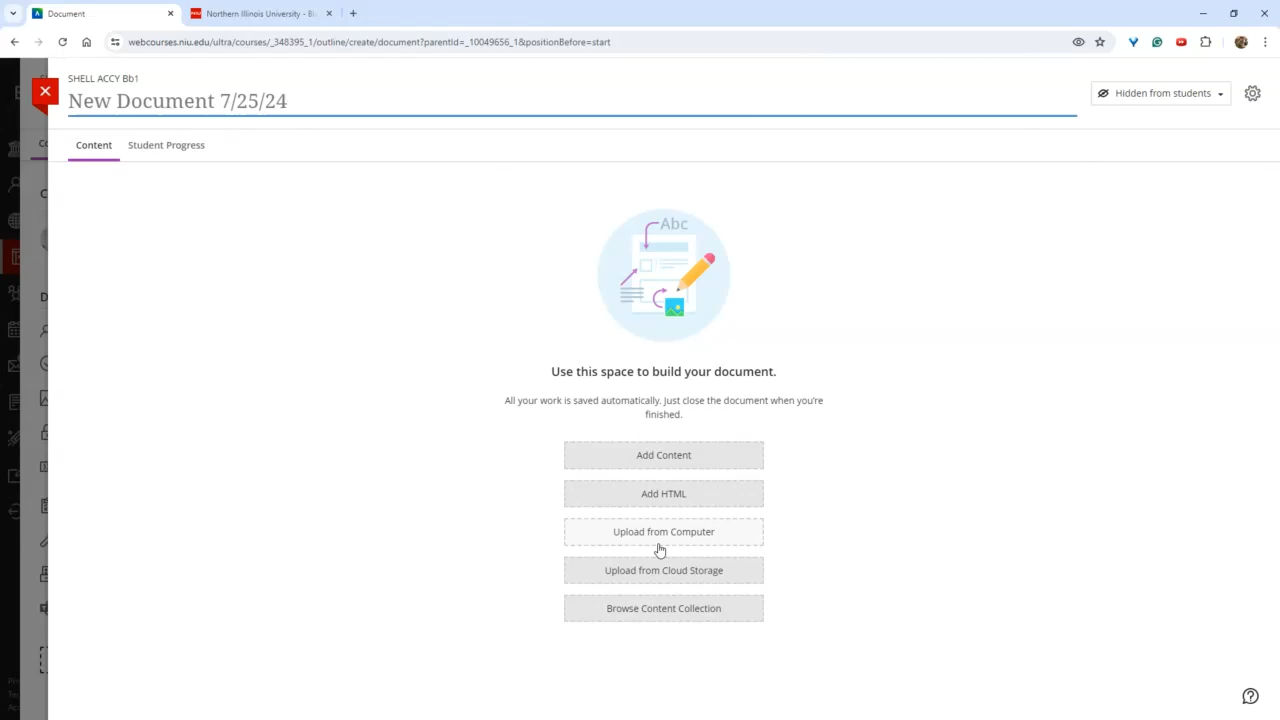 Document
Northern Illinois University - Bl
webcourses.niu.edu/ultra/courses/_348395_1/outline/create/document?parentId=_10049656_1&positionBefore=start
SHELL ACCY Bb1
New Document 7/25/24
Hidden from students
Content
Student Progress
Abc
Use this space to build your document.
All your work is saved automatically. Just close the document when you're
finished.
Add Content
Add HTML
Upload from Computer
Upload from Cloud Storage
Browse Content Collection